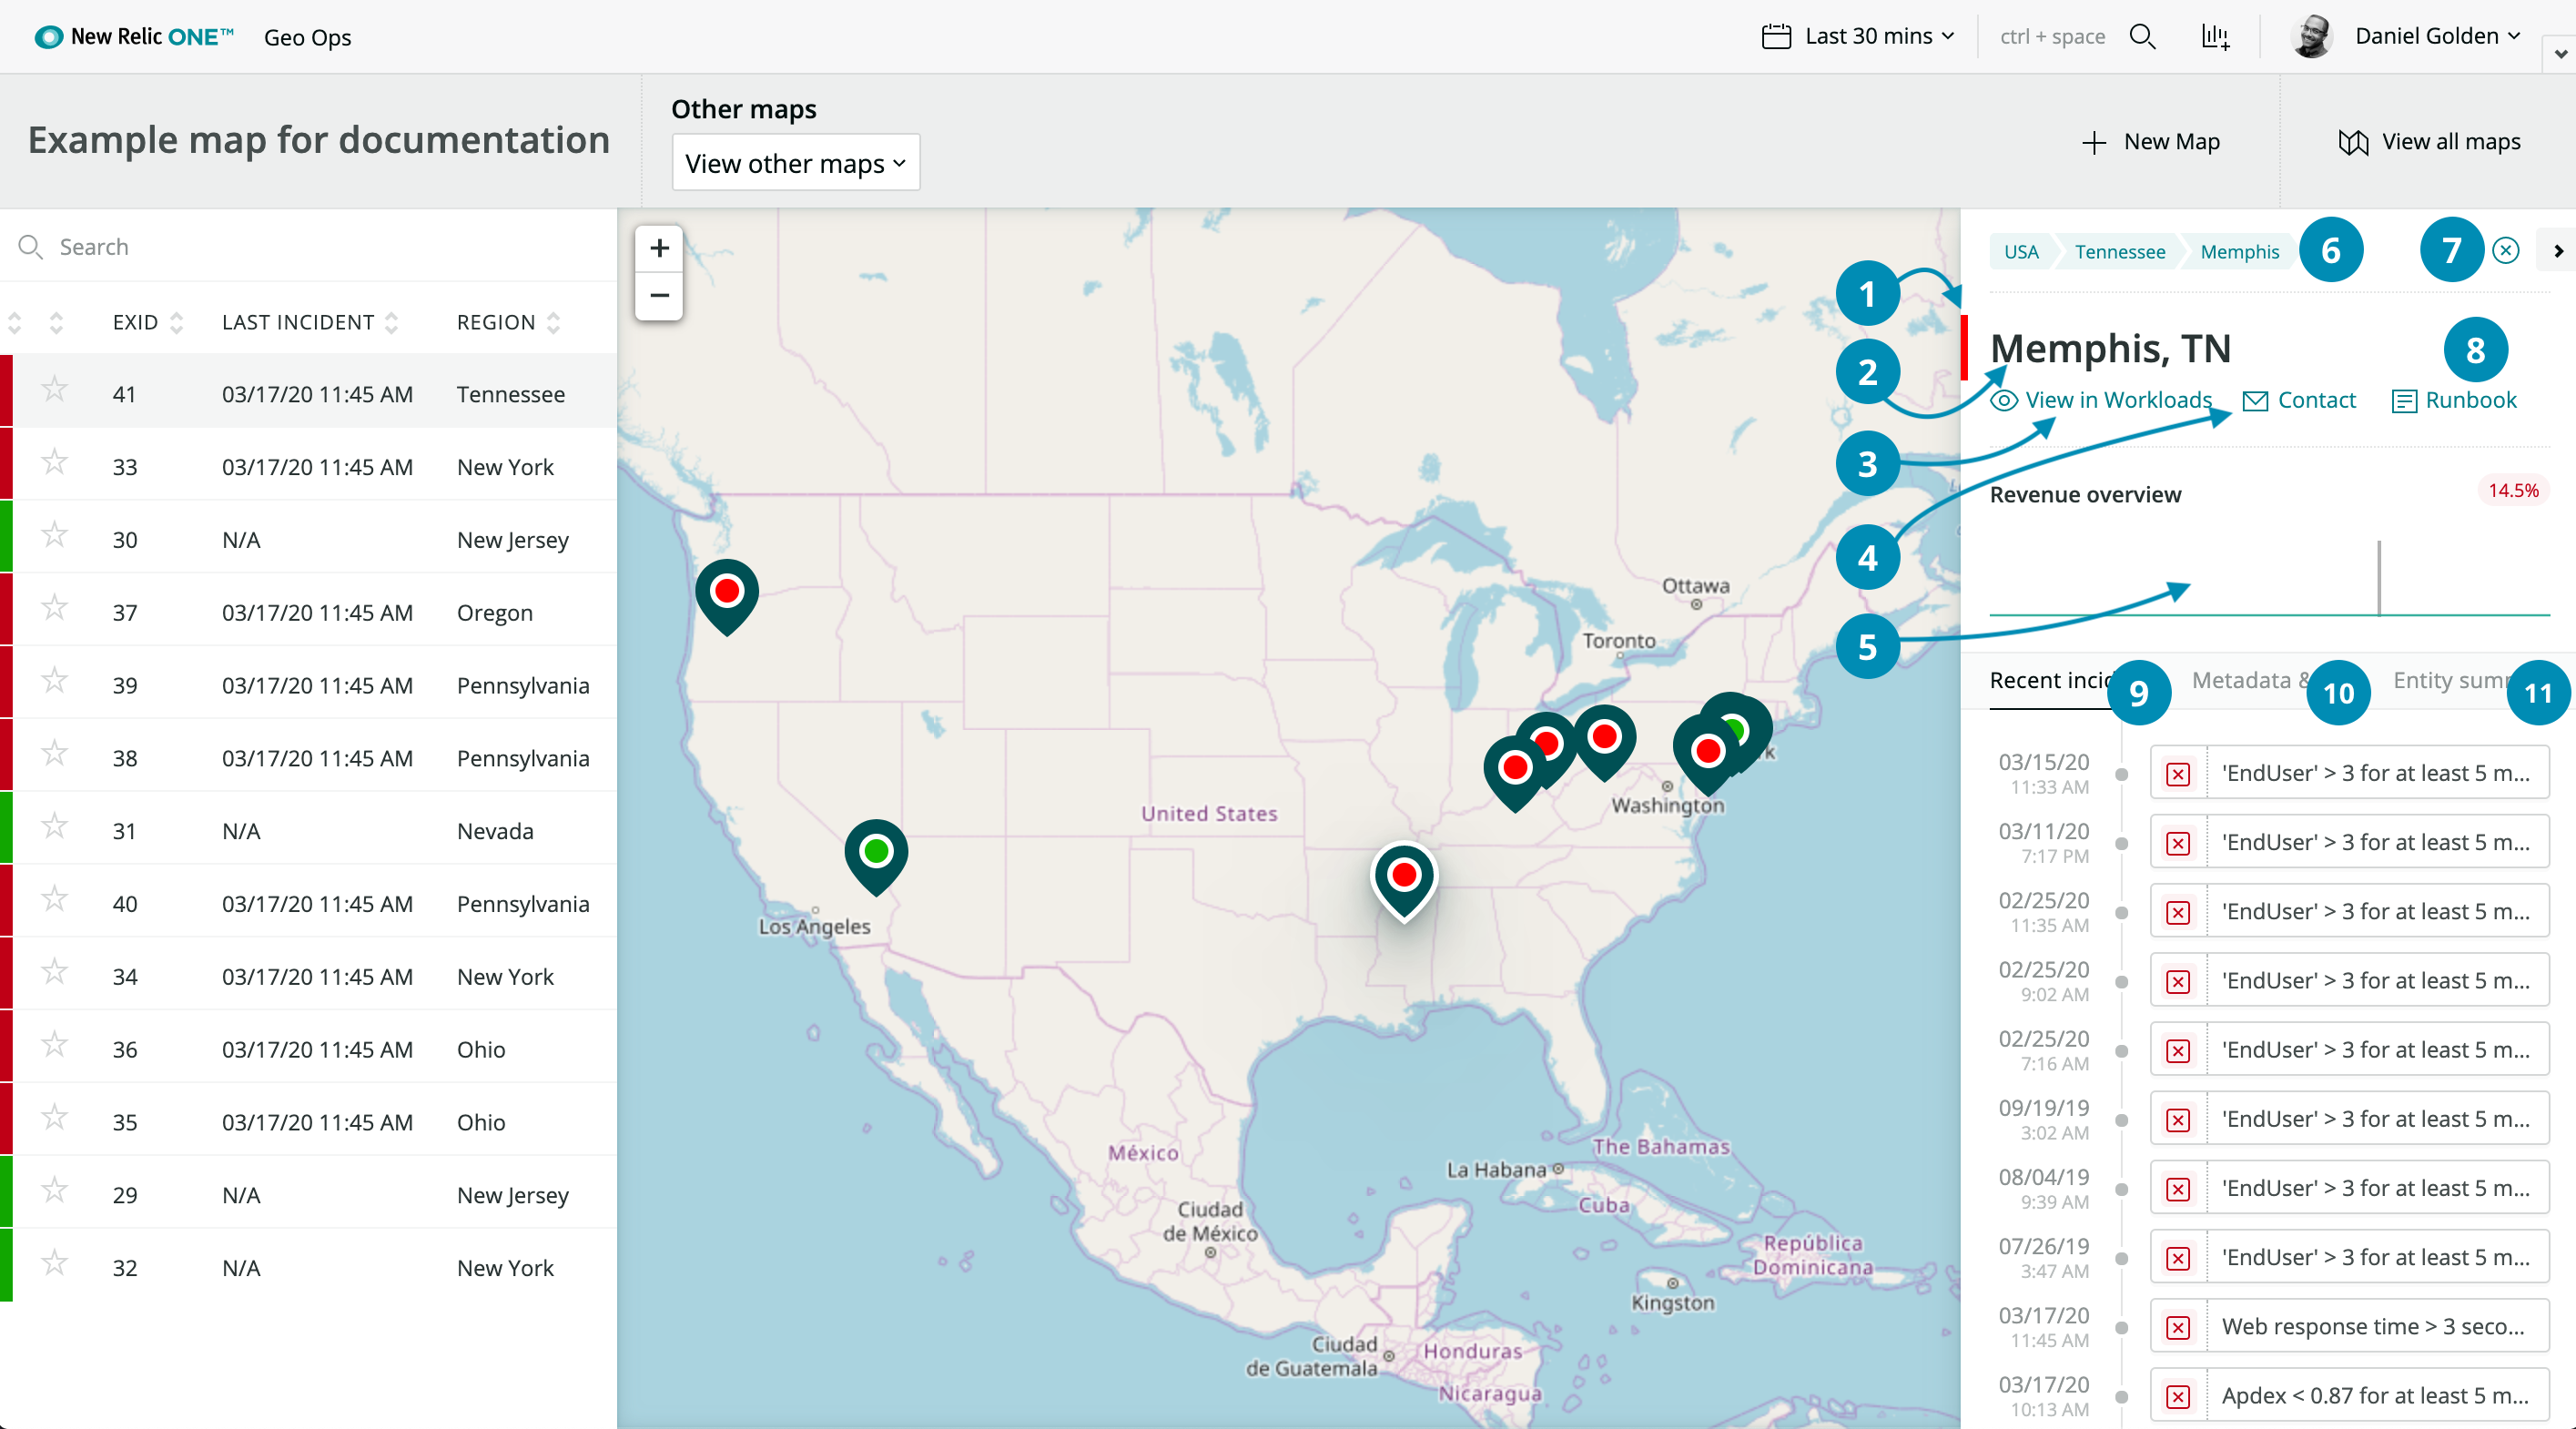 New Relic ONE™ Geo Ops
Last 30 mins
ctrl + space
Daniel Golden
Example map for documentation
Other maps
View other maps
New Map
View all maps
Search
EXID LAST INCIDENT REGION
41 03/17/20 11:45 AM Tennessee
33 03/17/20 11:45 AM New York
30 N/A New Jersey
37 03/17/20 11:45 AM Oregon
39 03/17/20 11:45 AM Pennsylvania
38 03/17/20 11:45 AM Pennsylvania
31 N/A Nevada
40 03/17/20 11:45 AM Pennsylvania
34 03/17/20 11:45 AM New York
36 03/17/20 11:45 AM Ohio
35 03/17/20 11:45 AM Ohio
29 N/A New Jersey
32 N/A New York
+
−
Ottawa
Toronto
Washington
United States
Los Angeles
México
Ciudad
de México
La Habana
The Bahamas
Cuba
República
Dominicana
Kingston
Ciudad
de Guatemala
Honduras
Nicaragua
1
2
3
4
5
USA Tennessee Memphis 6 7
Memphis, TN 8
View in Workloads Contact Runbook
Revenue overview 14.5%
Recent incid 9 Metadata & 10 Entity sum 11
03/15/20
11:33 AM
'EndUser' > 3 for at least 5 m...
03/11/20
7:17 PM
'EndUser' > 3 for at least 5 m...
02/25/20
11:35 AM
'EndUser' > 3 for at least 5 m...
02/25/20
9:02 AM
'EndUser' > 3 for at least 5 m...
02/25/20
7:16 AM
'EndUser' > 3 for at least 5 m...
09/19/19
3:02 AM
'EndUser' > 3 for at least 5 m...
08/04/19
9:39 AM
'EndUser' > 3 for at least 5 m...
07/26/19
3:47 AM
'EndUser' > 3 for at least 5 m...
03/17/20
11:45 AM
Web response time > 3 seco...
03/17/20
10:13 AM
Apdex < 0.87 for at least 5 m...